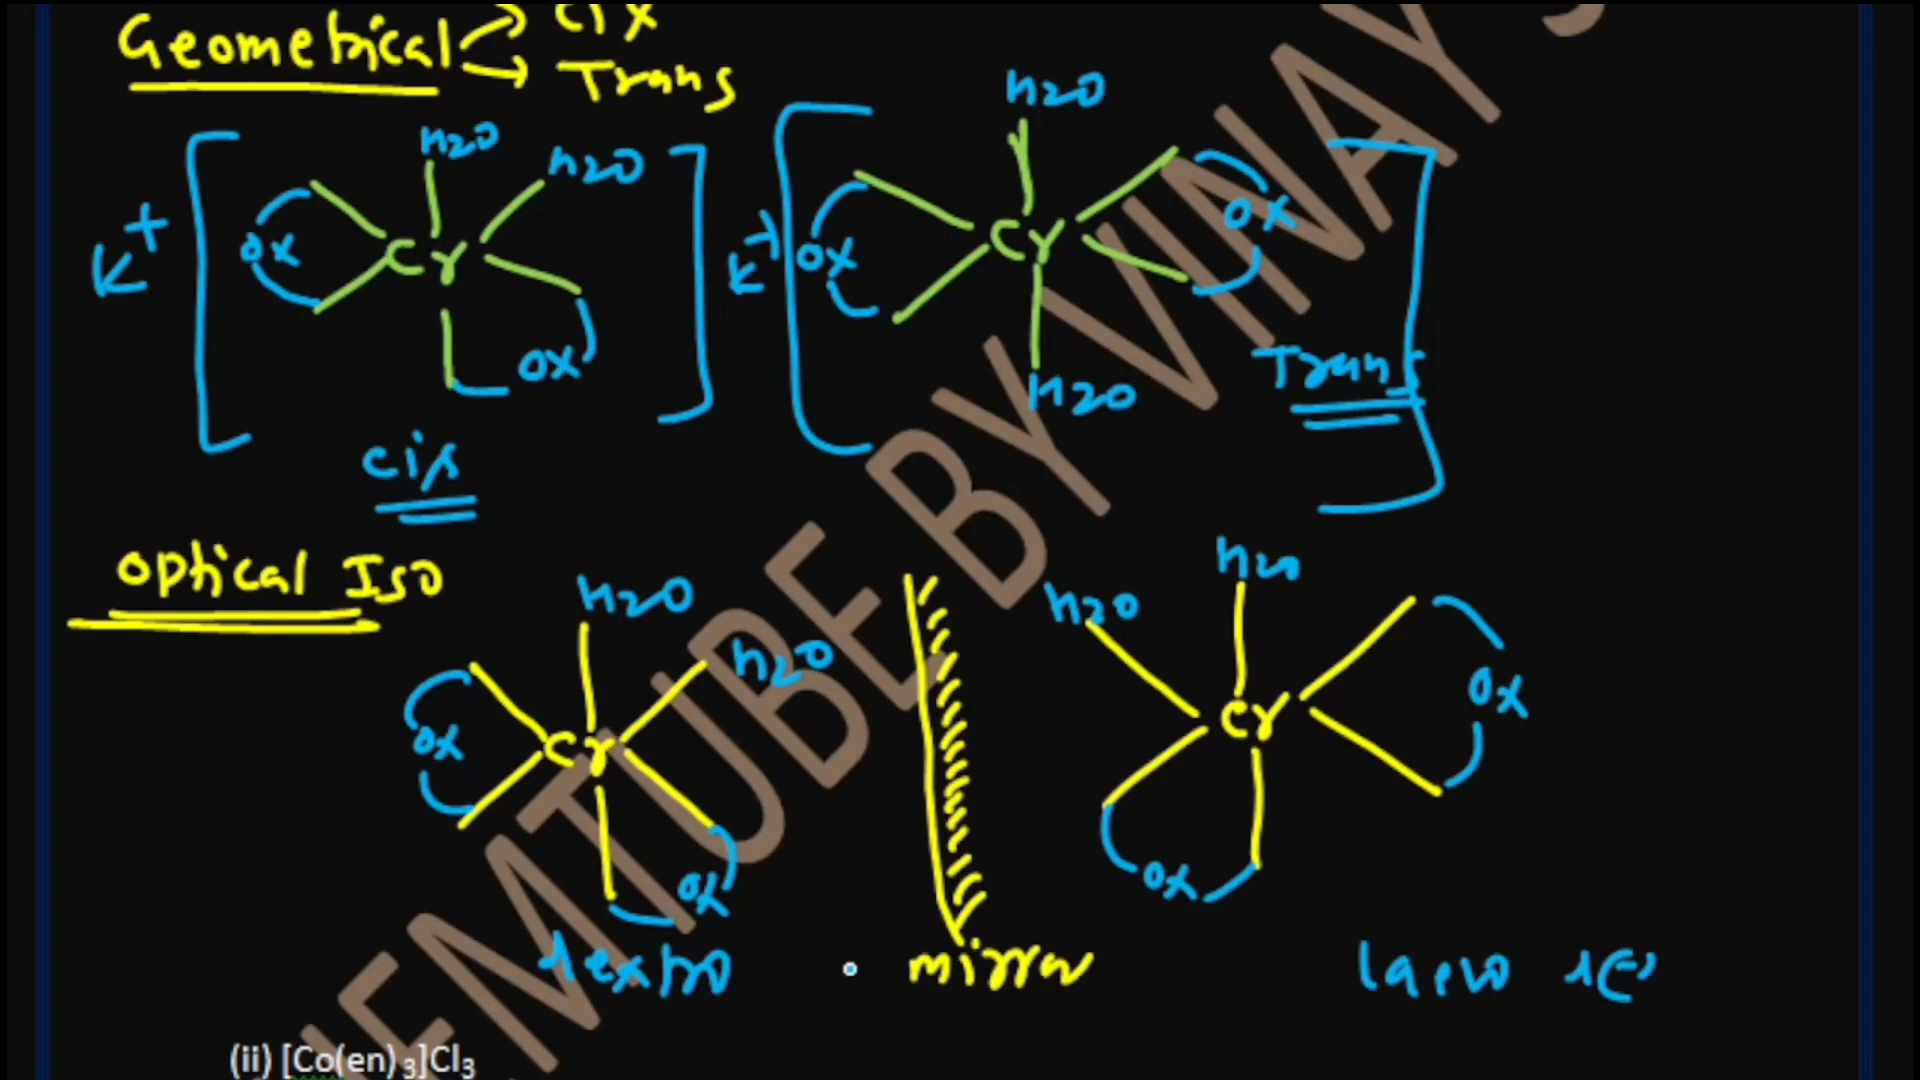 Geometrical → Cis
→ Trans
K+ [ h2O h2O ox Cr ox ]
cis
K+ [ h2O ox Cr ox h2O ]
Trans
Optical Iso
h2O h2O ox Cr ox
h2O h2O Cr ox ox
dextro
mirror
laevo
(ii) [Co(en)3]Cl3
EMTUBE BY VINAY S